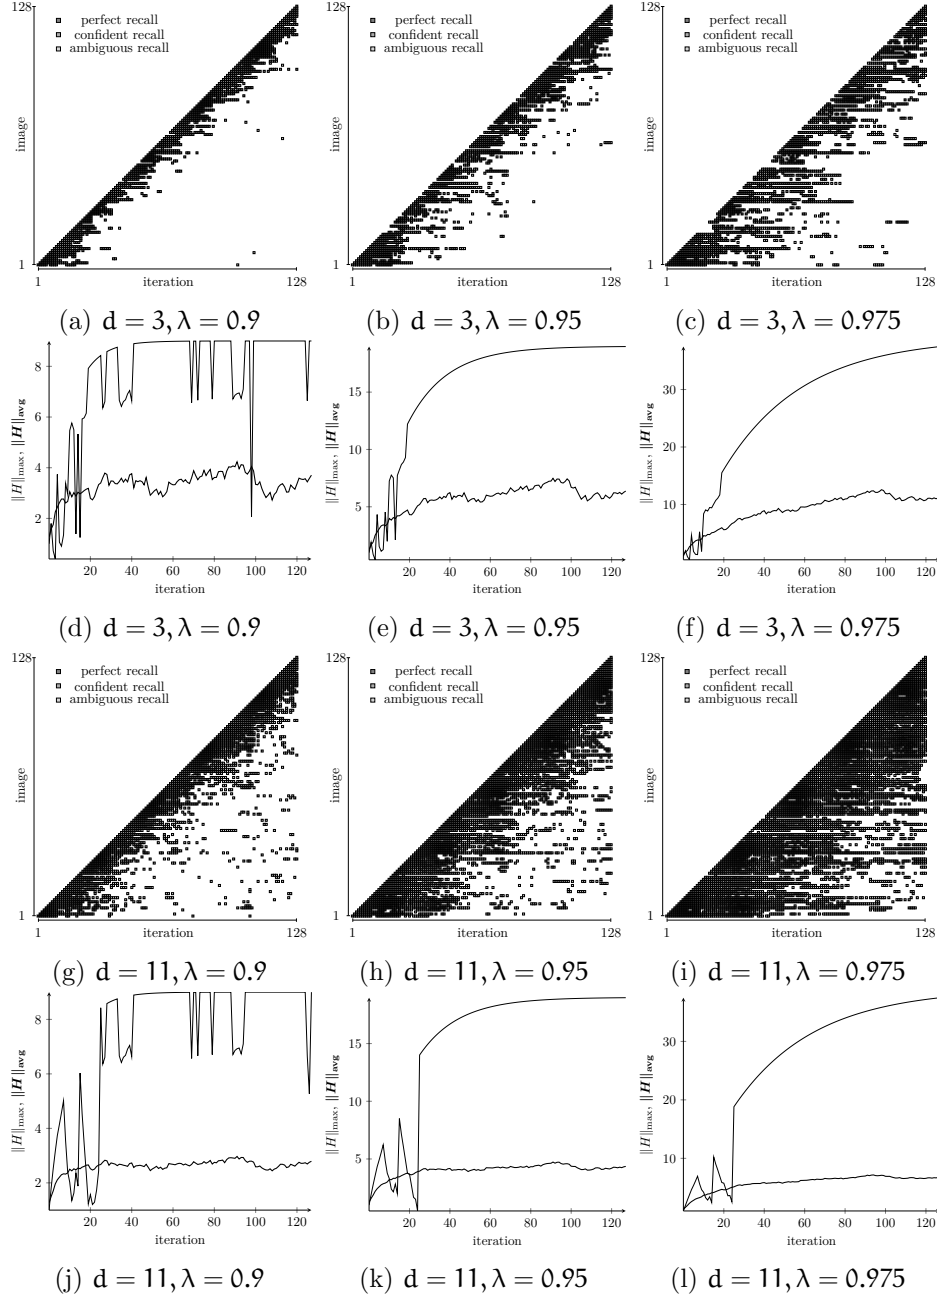 128
perfect recall
confident recall
ambiguous recall
image
1
1
128
iteration
128
perfect recall
confident recall
ambiguous recall
image
1
1
128
iteration
128
perfect recall
confident recall
ambiguous recall
image
1
1
128
iteration
(a) d = 3, λ = 0.9
(b) d = 3, λ = 0.95
(c) d = 3, λ = 0.975
8
6
4
2
‖H‖max, ‖H‖avg
20 40 60 80 100 120
iteration
15
10
5
‖H‖max, ‖H‖avg
20 40 60 80 100 120
iteration
30
20
10
‖H‖max, ‖H‖avg
20 40 60 80 100 120
iteration
(d) d = 3, λ = 0.9
(e) d = 3, λ = 0.95
(f) d = 3, λ = 0.975
128
perfect recall
confident recall
ambiguous recall
image
1
1
128
iteration
128
perfect recall
confident recall
ambiguous recall
image
1
1
128
iteration
128
perfect recall
confident recall
ambiguous recall
image
1
1
128
iteration
(g) d = 11, λ = 0.9
(h) d = 11, λ = 0.95
(i) d = 11, λ = 0.975
8
6
4
2
‖H‖max, ‖H‖avg
20 40 60 80 100 120
iteration
15
10
5
‖H‖max, ‖H‖avg
20 40 60 80 100 120
iteration
30
20
10
‖H‖max, ‖H‖avg
20 40 60 80 100 120
iteration
(j) d = 11, λ = 0.9
(k) d = 11, λ = 0.95
(l) d = 11, λ = 0.975